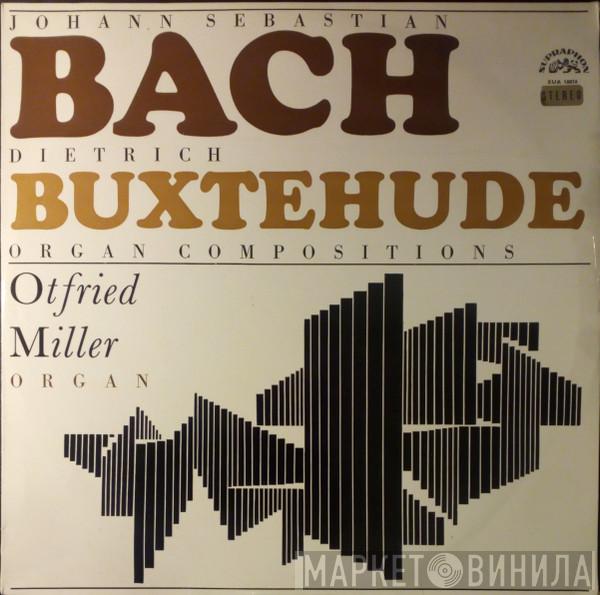 JOHANN SEBASTIAN
BACH
SUPRAPHON
STEREO
DIETRICH
BUXTEHUDE
ORGAN COMPOSITIONS
Otfried
Miller
ORGAN
МАРКЕТ ВИНИЛА